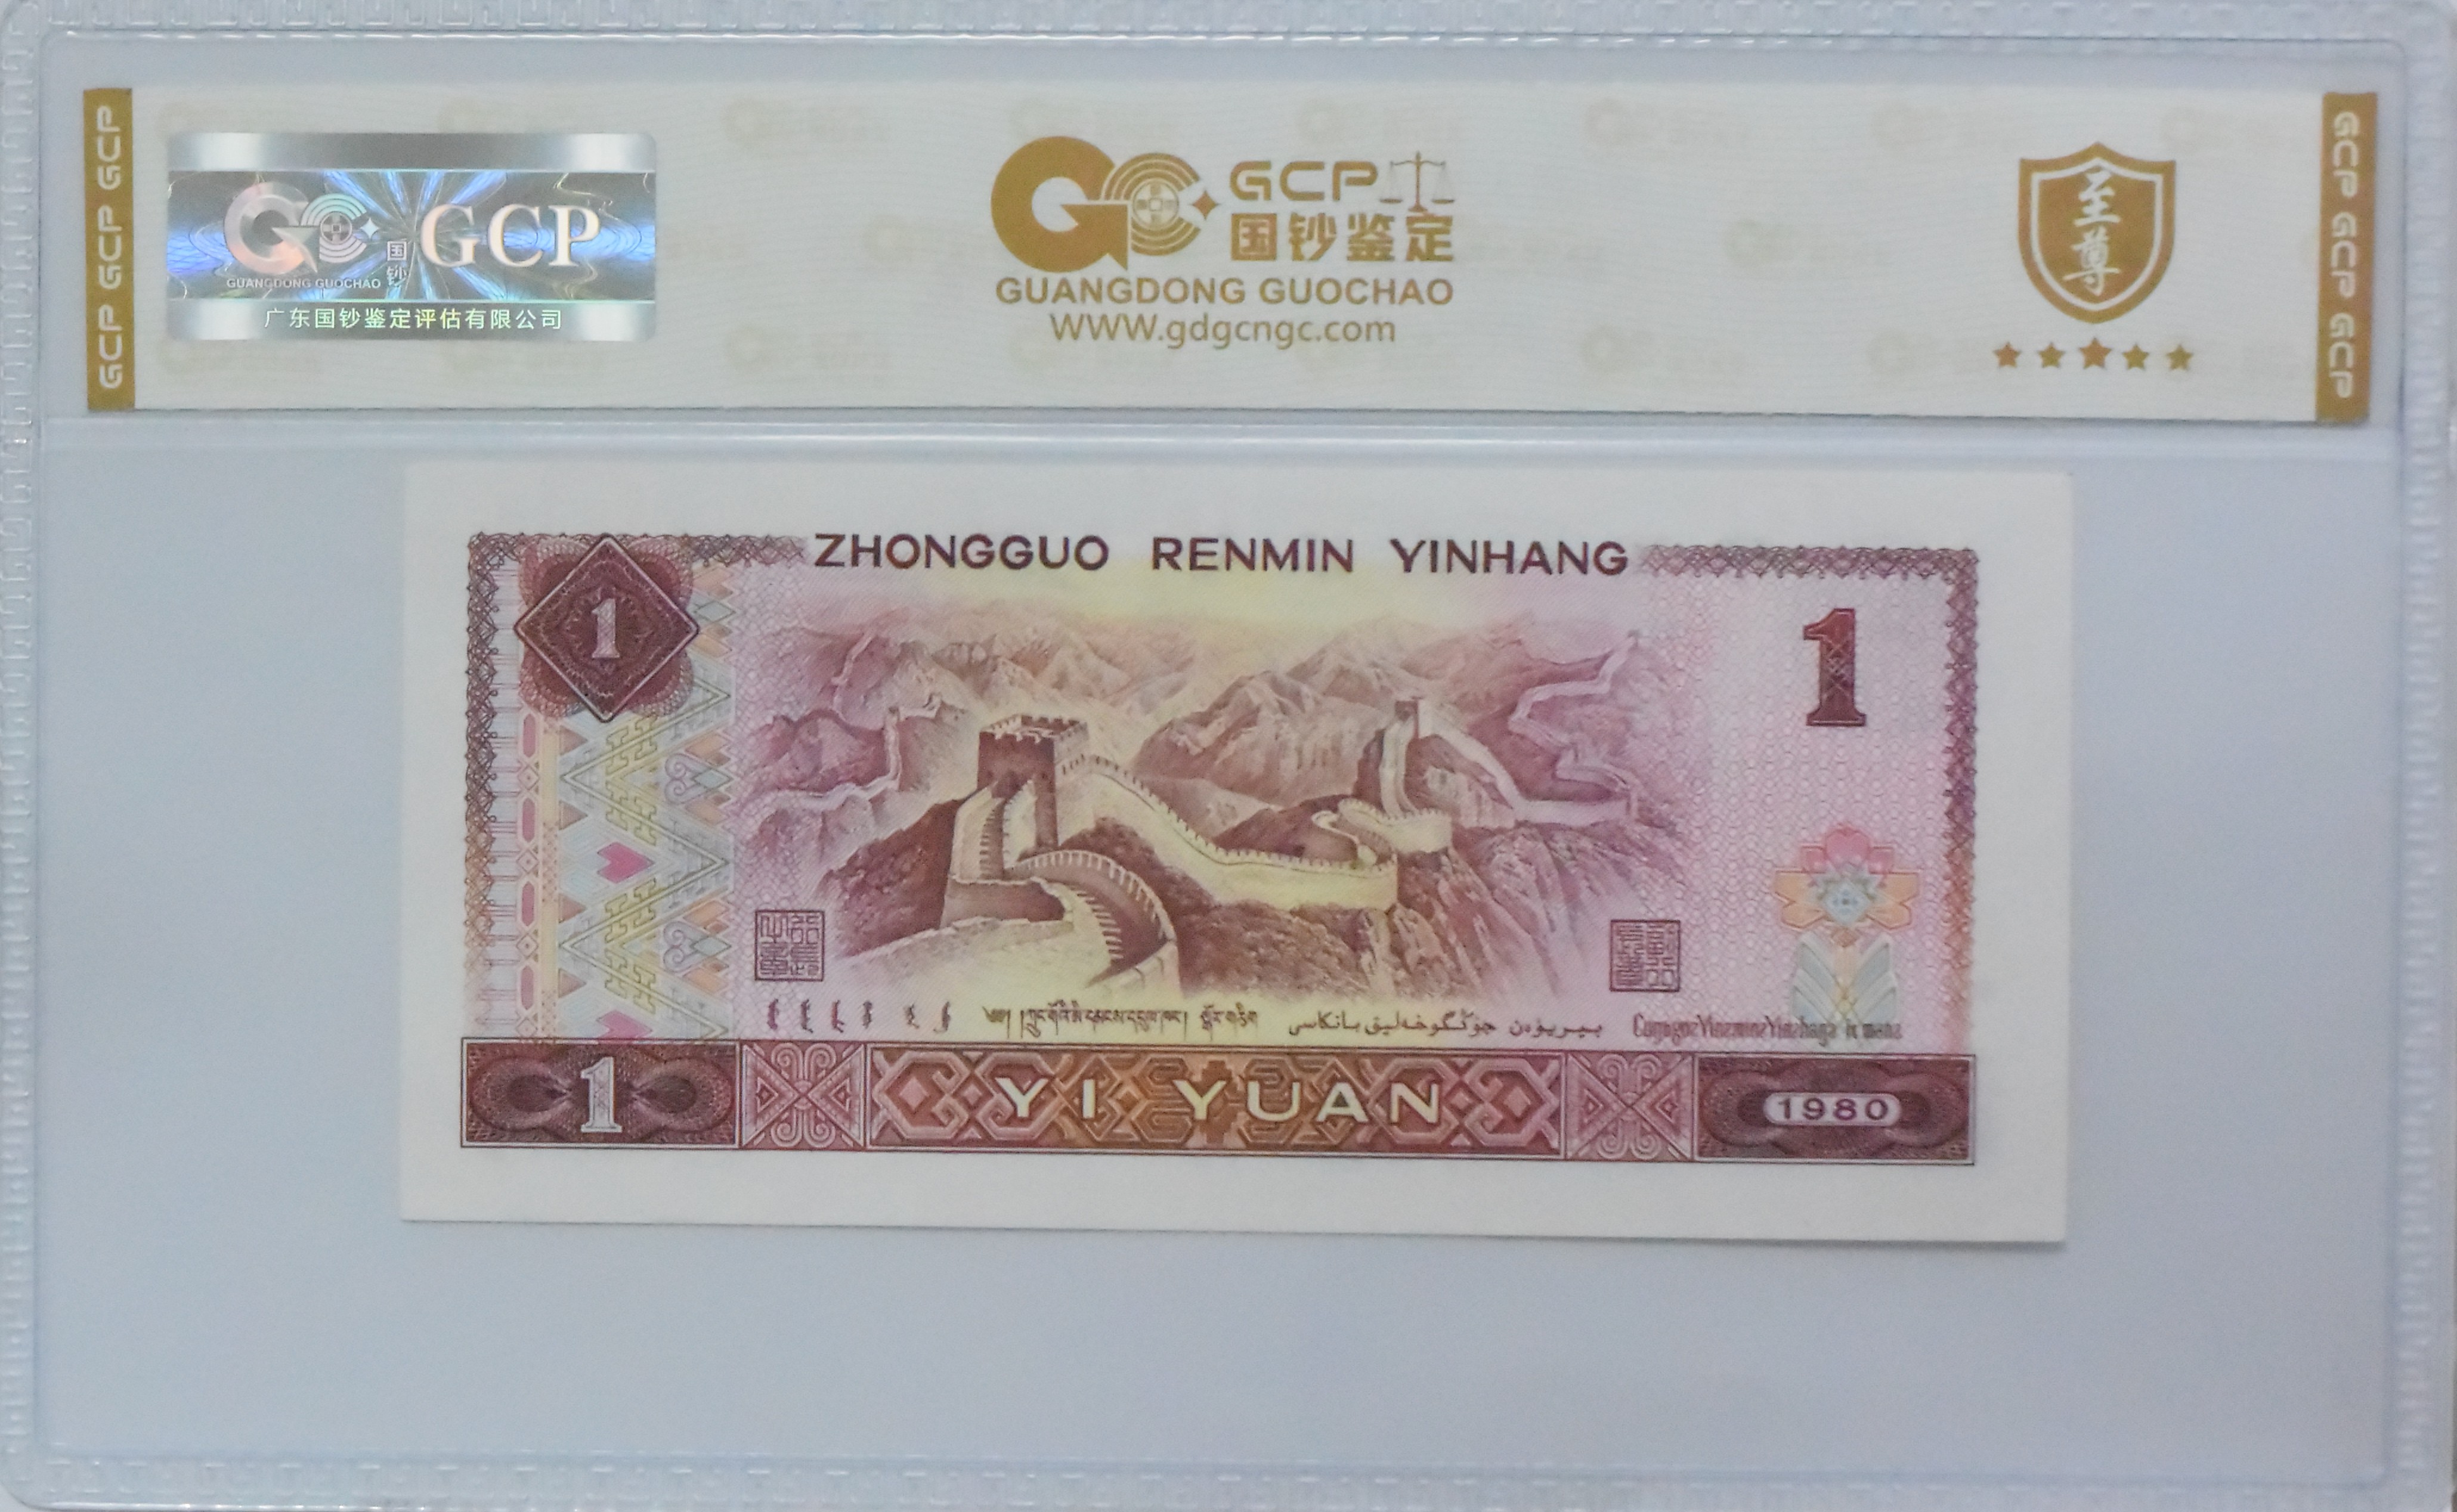 GCP GCP GCP
国钞
GCP
GUANGDONG GUOCHAO
广东国钞鉴定评估有限公司
GCP
国钞鉴定
GUANGDONG GUOCHAO
WWW.gdgcngc.com
至尊
GCP GCP GCP
ZHONGGUO RENMIN YINHANG
1
1
1
YI YUAN
1980